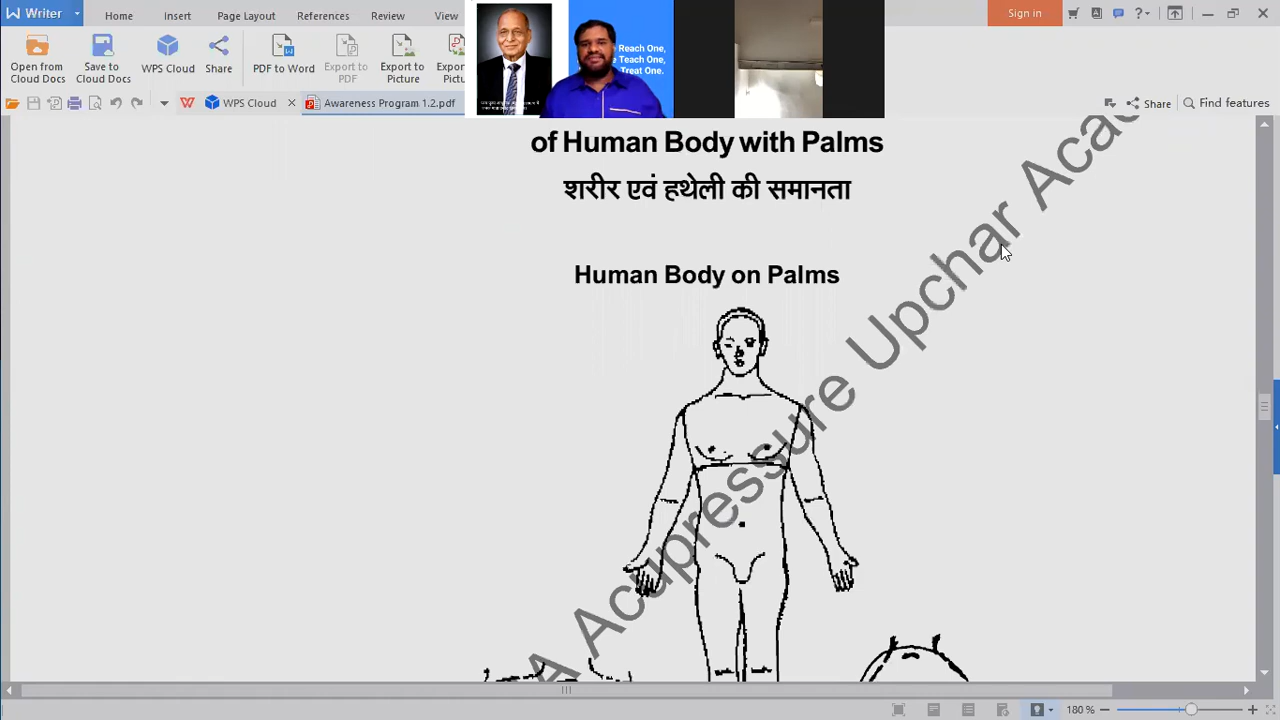 Writer
Home Insert Page Layout References
Sign in
Reach One,
Teach One,
Treat One.
Open from Cloud Docs
Save to Cloud Docs
WPS Cloud
Share
PDF to Word
Export to PDF
Export to Picture
WPS Cloud
Awareness Program 1.2.pdf
Share
Find features
of Human Body with Palms
शरीर एवं हथेली की समानता
Human Body on Palms
A Acupressure Upchar Aca
180 %